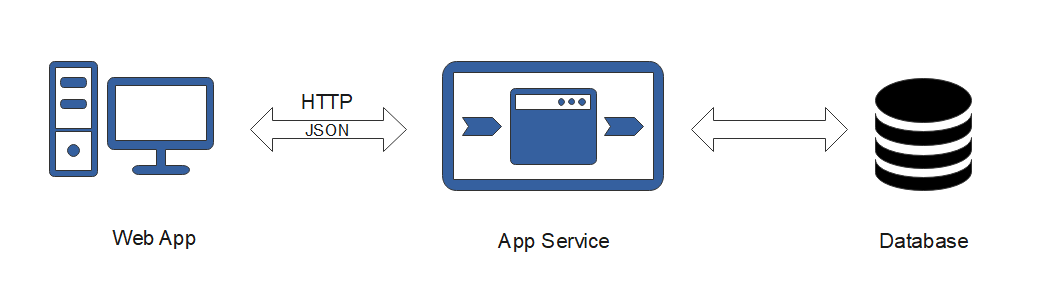 HTTP
JSON
Web App
App Service
Database